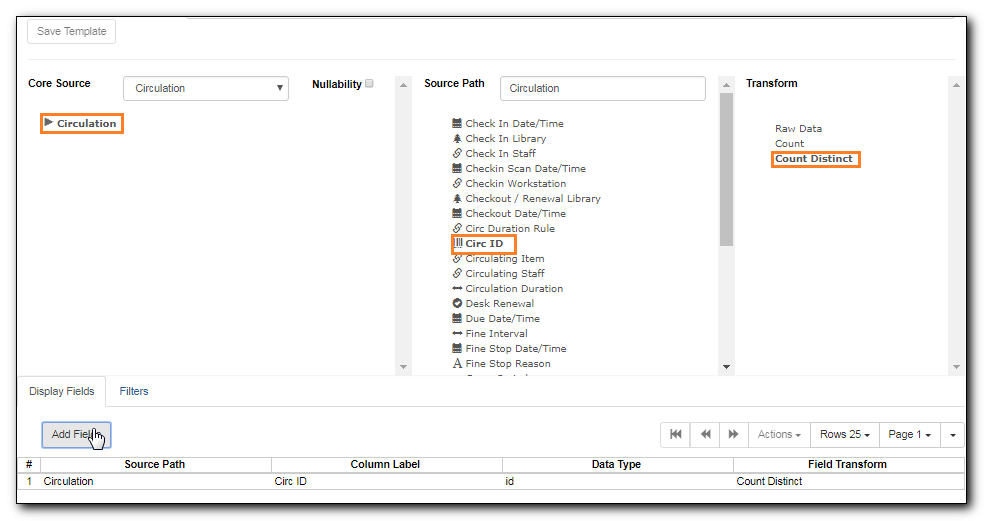 Save Template
Core Source
Circulation
Nullability
Source Path
Circulation
Transform
Circulation
Check In Date/Time
Check In Library
Check In Staff
Checkin Scan Date/Time
Checkin Workstation
Checkout / Renewal Library
Checkout Date/Time
Circ Duration Rule
Circ ID
Circulating Item
Circulating Staff
Circulation Duration
Desk Renewal
Due Date/Time
Fine Interval
Fine Stop Date/Time
Fine Stop Reason
Raw Data
Count
Count Distinct
Display Fields Filters
Add Fields
Actions Rows 25 Page 1
# Source Path Column Label Data Type Field Transform
1 Circulation Circ ID id Count Distinct